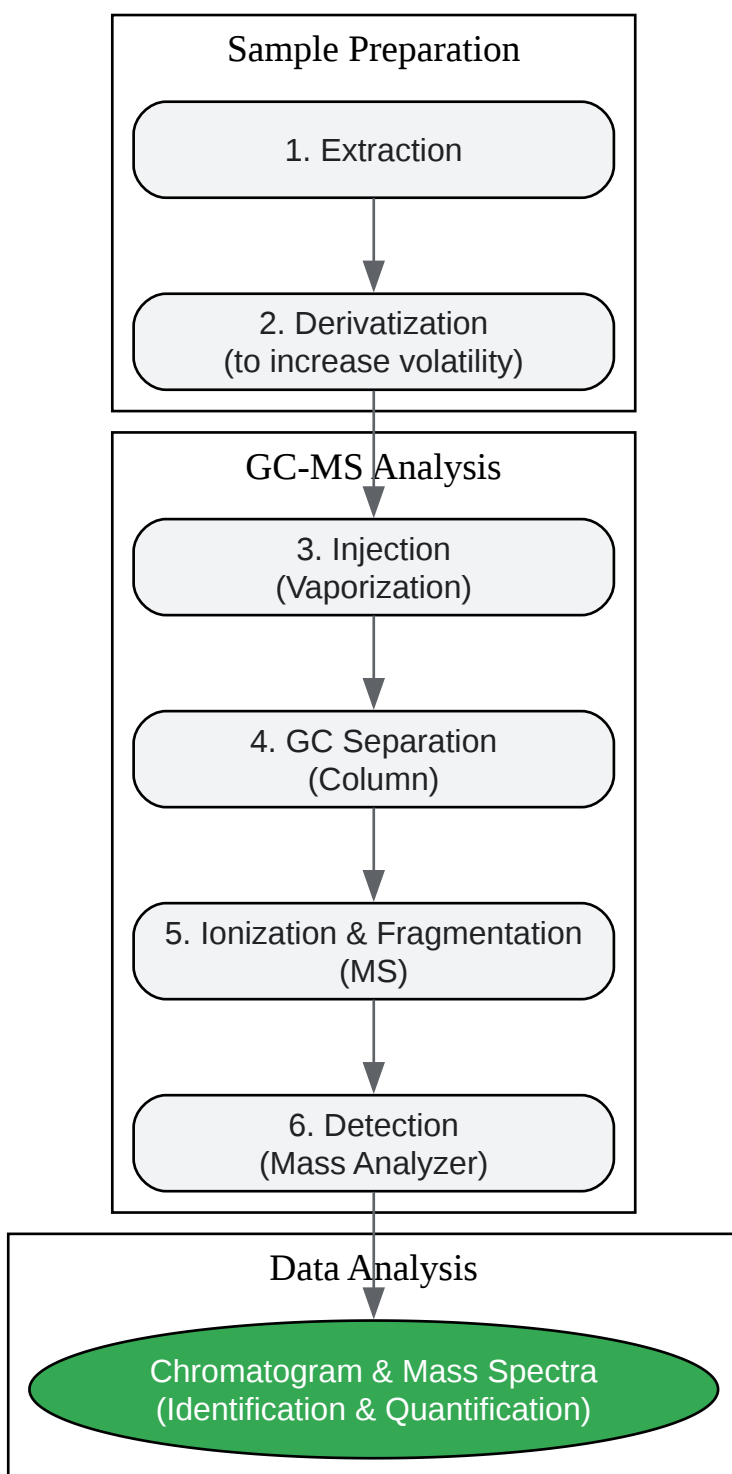 Sample Preparation
1. Extraction
2. Derivatization
(to increase volatility)
GC-MS Analysis
3. Injection
(Vaporization)
4. GC Separation
(Column)
5. Ionization & Fragmentation
(MS)
6. Detection
(Mass Analyzer)
Data Analysis
Chromatogram & Mass Spectra
(Identification & Quantification)